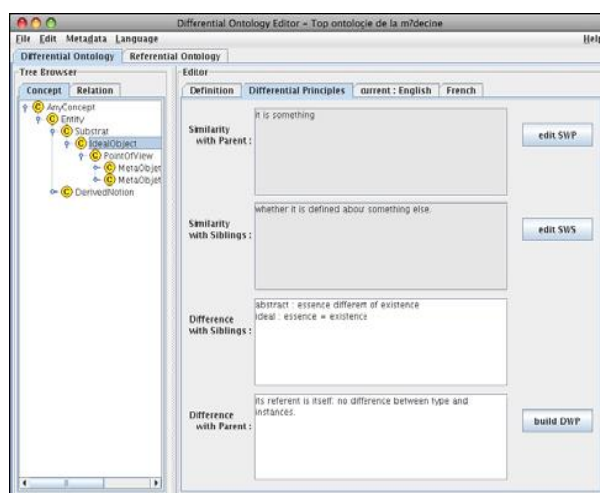 Differential Ontology Editor – Top ontologie de la m?decine
File Edit Metadata Language Help
Differential Ontology Referential Ontology
Tree Browser
Editor
Concept Relation
Definition Differential Principles current : English French
AnyConcept
Entity
Substrat
IdealObject
PointOfView
MetaObjet
MetaObjet
DerivedNotion
Similarity
with Parent :
it is something
edit SWP
Similarity
with Siblings :
whether it is defined abour something else.
edit SWS
Difference
with Siblings :
abstract : essence different of existence
ideal : essence = existence
Difference
with Parent :
its referent is itself: no difference between type and
instances.
build DWP